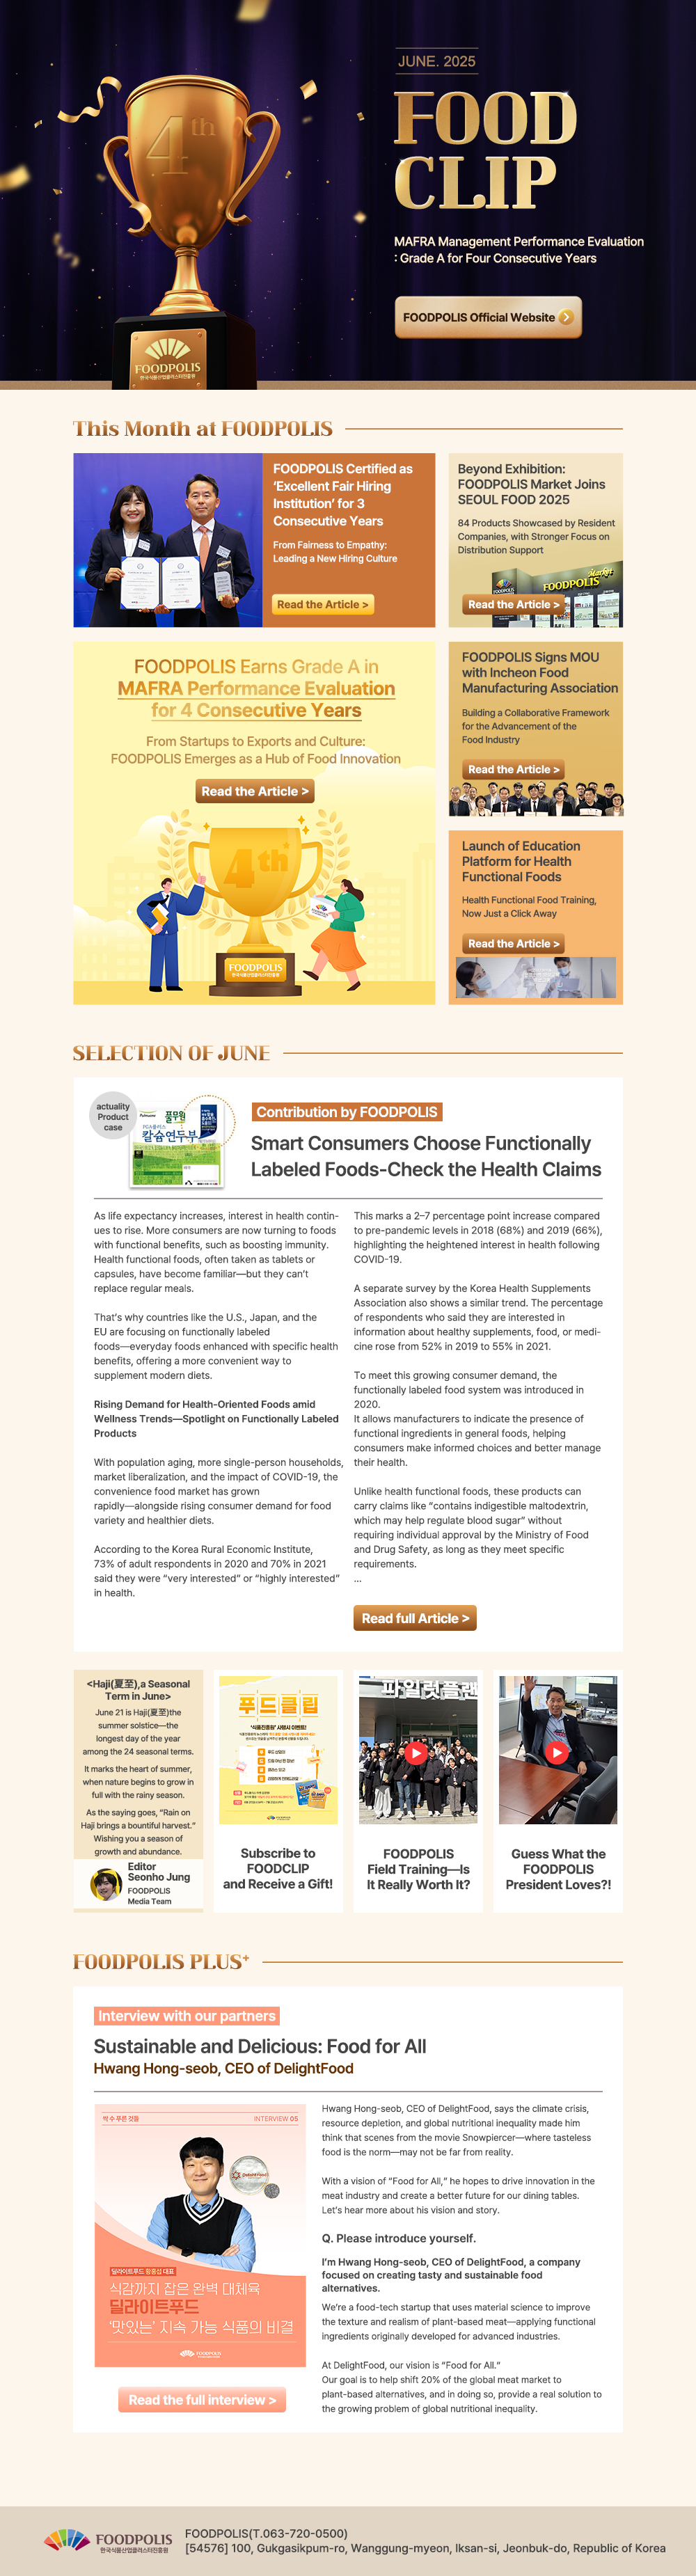 4th
FOODPOLIS
한국식품산업클러스터진흥원
JUNE. 2025
FOOD
CLIP
MAFRA Management Performance Evaluation
: Grade A for Four Consecutive Years
FOODPOLIS Official Website
This Month at FOODPOLIS
FOODPOLIS Certified as
‘Excellent Fair Hiring
Institution’ for 3
Consecutive Years
From Fairness to Empathy:
Leading a New Hiring Culture
Read the Article >
Beyond Exhibition:
FOODPOLIS Market Joins
SEOUL FOOD 2025
84 Products Showcased by Resident
Companies, with Stronger Focus on
Distribution Support
FOODPOLIS
Market
FOODPOLIS
Read the Article >
FOODPOLIS Earns Grade A in
MAFRA Performance Evaluation
for 4 Consecutive Years
From Startups to Exports and Culture:
FOODPOLIS Emerges as a Hub of Food Innovation
Read the Article >
4th
FOODPOLIS
한국식품산업클러스터진흥원
FOODPOLIS Signs MOU
with Incheon Food
Manufacturing Association
Building a Collaborative Framework
for the Advancement of the
Food Industry
Read the Article >
Launch of Education
Platform for Health
Functional Foods
Health Functional Food Training,
Now Just a Click Away
Read the Article >
SELECTION OF JUNE
actuality
Product
case
풀무원
PGA플러스
칼슘연두부
Contribution by FOODPOLIS
Smart Consumers Choose Functionally
Labeled Foods-Check the Health Claims
As life expectancy increases, interest in health contin-
ues to rise. More consumers are now turning to foods
with functional benefits, such as boosting immunity.
Health functional foods, often taken as tablets or
capsules, have become familiar—but they can’t
replace regular meals.
That’s why countries like the U.S., Japan, and the
EU are focusing on functionally labeled
foods—everyday foods enhanced with specific health
benefits, offering a more convenient way to
supplement modern diets.
Rising Demand for Health-Oriented Foods amid
Wellness Trends—Spotlight on Functionally Labeled
Products
With population aging, more single-person households,
market liberalization, and the impact of COVID-19, the
convenience food market has grown
rapidly—alongside rising consumer demand for food
variety and healthier diets.
According to the Korea Rural Economic Institute,
73% of adult respondents in 2020 and 70% in 2021
said they were “very interested” or “highly interested”
in health.
This marks a 2–7 percentage point increase compared
to pre-pandemic levels in 2018 (68%) and 2019 (66%),
highlighting the heightened interest in health following
COVID-19.
A separate survey by the Korea Health Supplements
Association also shows a similar trend. The percentage
of respondents who said they are interested in
information about healthy supplements, food, or medi-
cine rose from 52% in 2019 to 55% in 2021.
To meet this growing consumer demand, the
functionally labeled food system was introduced in
2020.
It allows manufacturers to indicate the presence of
functional ingredients in general foods, helping
consumers make informed choices and better manage
their health.
Unlike health functional foods, these products can
carry claims like “contains indigestible maltodextrin,
which may help regulate blood sugar” without
requiring individual approval by the Ministry of Food
and Drug Safety, as long as they meet specific
requirements.
...
Read full Article >
<Haji(夏至),a Seasonal
Term in June>
June 21 is Haji(夏至)the
summer solstice—the
longest day of the year
among the 24 seasonal terms.
It marks the heart of summer,
when nature begins to grow in
full with the rainy season.
As the saying goes, “Rain on
Haji brings a bountiful harvest.”
Wishing you a season of
growth and abundance.
Editor
Seonho Jung
FOODPOLIS
Media Team
푸드클립
Subscribe to
FOODCLIP
and Receive a Gift!
파일럿플랜
FOODPOLIS
Field Training—Is
It Really Worth It?
Guess What the
FOODPOLIS
President Loves?!
FOODPOLIS PLUS+
Interview with our partners
Sustainable and Delicious: Food for All
Hwang Hong-seob, CEO of DelightFood
박수푸른것들
INTERVIEW 05
딜라이트푸드 황홍섭 대표
식감까지 잡은 완벽 대체육
딜라이트푸드
‘맛있는’ 지속 가능 식품의 비결
FOODPOLIS
Read the full interview >
Hwang Hong-seob, CEO of DelightFood, says the climate crisis,
resource depletion, and global nutritional inequality made him
think that scenes from the movie Snowpiercer—where tasteless
food is the norm—may not be far from reality.
With a vision of “Food for All,” he hopes to drive innovation in the
meat industry and create a better future for our dining tables.
Let’s hear more about his vision and story.
Q. Please introduce yourself.
I’m Hwang Hong-seob, CEO of DelightFood, a company
focused on creating tasty and sustainable food
alternatives.
We’re a food-tech startup that uses material science to improve
the texture and realism of plant-based meat—applying functional
ingredients originally developed for advanced industries.
At DelightFood, our vision is “Food for All.”
Our goal is to help shift 20% of the global meat market to
plant-based alternatives, and in doing so, provide a real solution to
the growing problem of global nutritional inequality.
FOODPOLIS
한국식품산업클러스터진흥원
FOODPOLIS(T.063-720-0500)
[54576] 100, Gukgasikpum-ro, Wanggung-myeon, Iksan-si, Jeonbuk-do, Republic of Korea